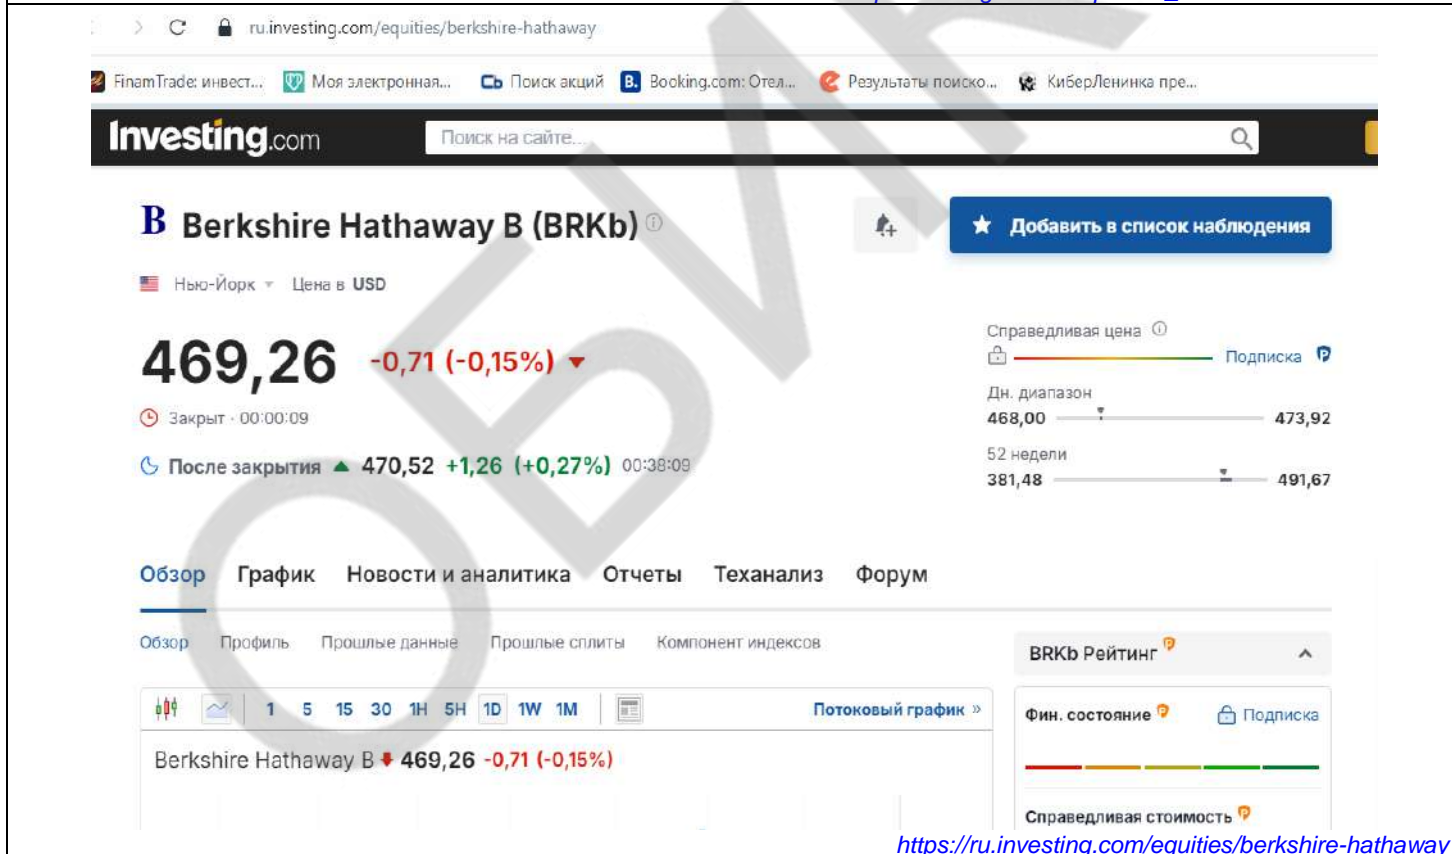 ru.investing.com/equities/berkshire-hathaway
FinamTrade: инвест... Моя электронная... Сь Поиск акций B. Booking.com: Отел... Результаты поиско... КиберЛенинка пре...
Investing.com Поиск на сайте...
B Berkshire Hathaway B (BRKb) Добавить в список наблюдения
Нью-Йорк Цена в USD
Справедливая цена
469,26 -0,71 (-0,15%) Подписка
Дн. диапазон
Закрыт · 00:00:09 468,00 473,92
52 недели
После закрытия 470,52 +1,26 (+0,27%) 00:38:09 381,48 491,67
Обзор График Новости и аналитика Отчеты Теханализ Форум
Обзор Профиль Прошлые данные Прошлые сплиты Компонент индексов
BRKb Рейтинг
1 5 15 30 1H 5H 1D 1W 1M Потоковый график »
Фин. состояние Подписка
Berkshire Hathaway B 469,26 -0,71 (-0,15%)
Справедливая стоимость
https://ru.investing.com/equities/berkshire-hathaway